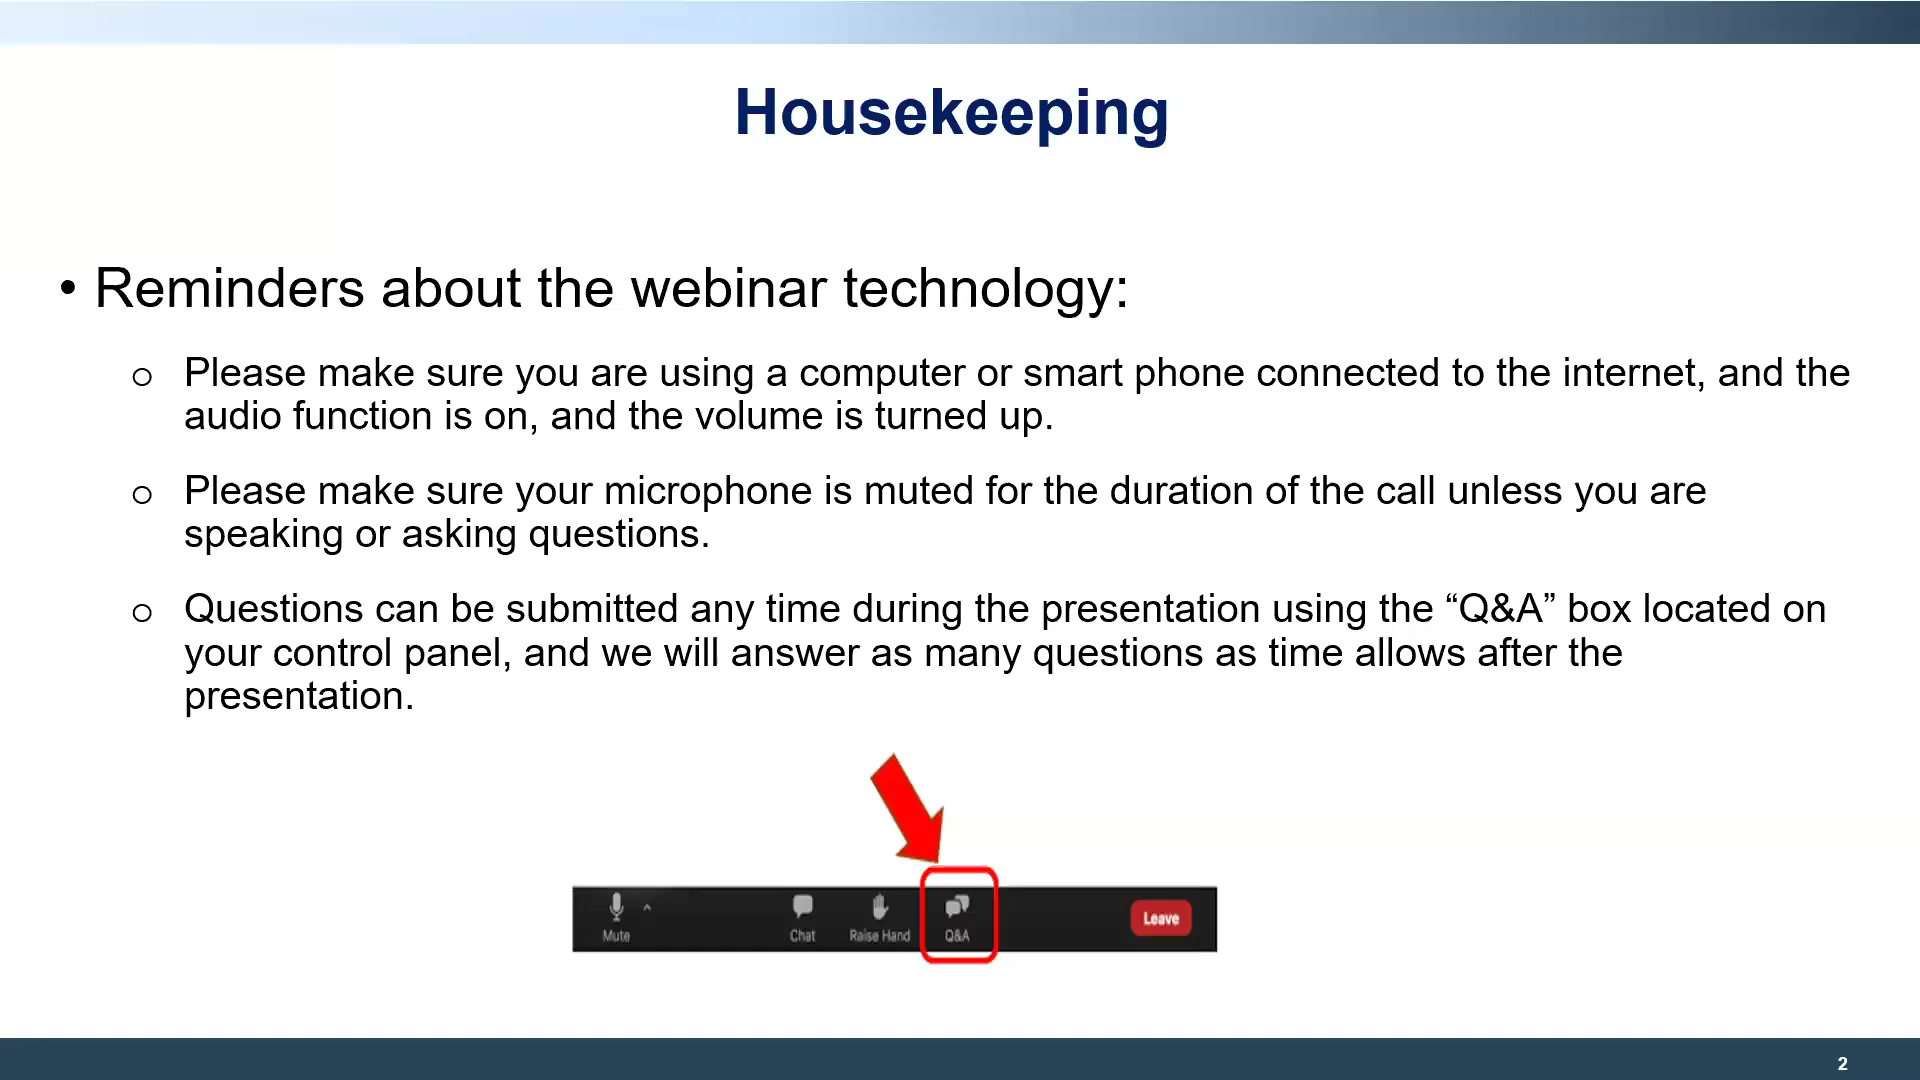 Housekeeping
• Reminders about the webinar technology:
o Please make sure you are using a computer or smart phone connected to the internet, and the
audio function is on, and the volume is turned up.
o Please make sure your microphone is muted for the duration of the call unless you are
speaking or asking questions.
o Questions can be submitted any time during the presentation using the “Q&A” box located on
your control panel, and we will answer as many questions as time allows after the
presentation.
Mute Chat Raise Hand Q&A Leave
2